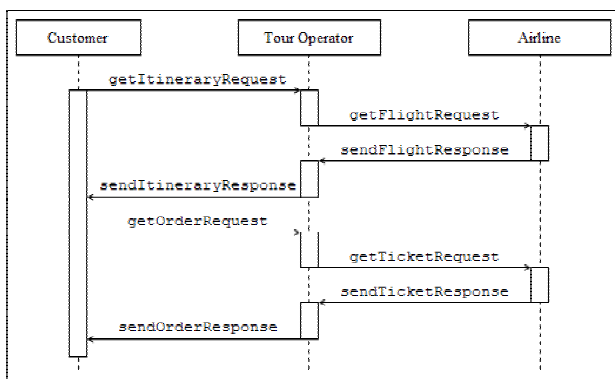 Customer
Tour Operator
Airline
getItineraryRequest
getFlightRequest
sendFlightResponse
sendItineraryResponse
getOrderRequest
getTicketRequest
sendTicketResponse
sendOrderResponse